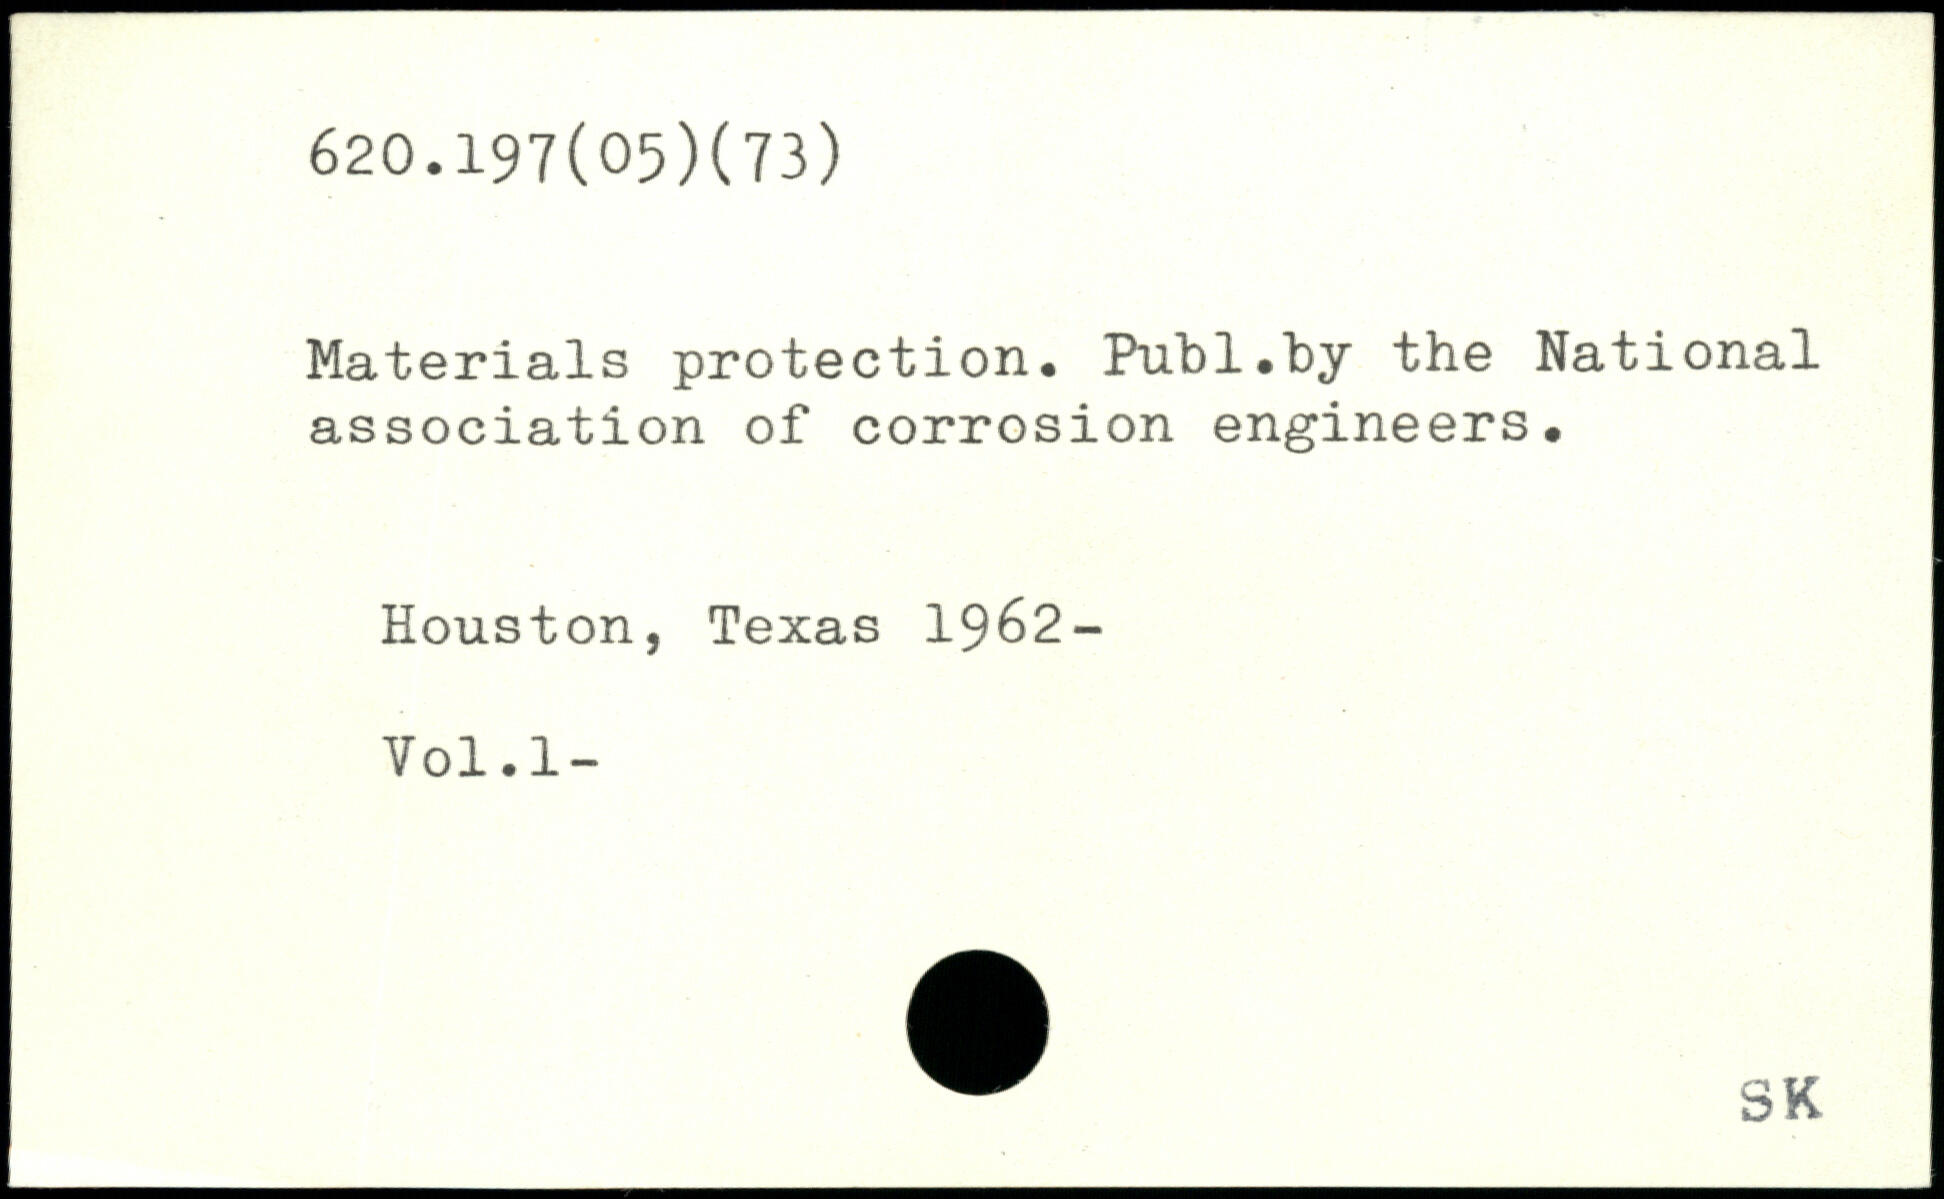 620.197(05)(73)
Materials protection. Publ.by the National
association of corrosion engineers.
Houston, Texas 1962-
Vol.1-
SK